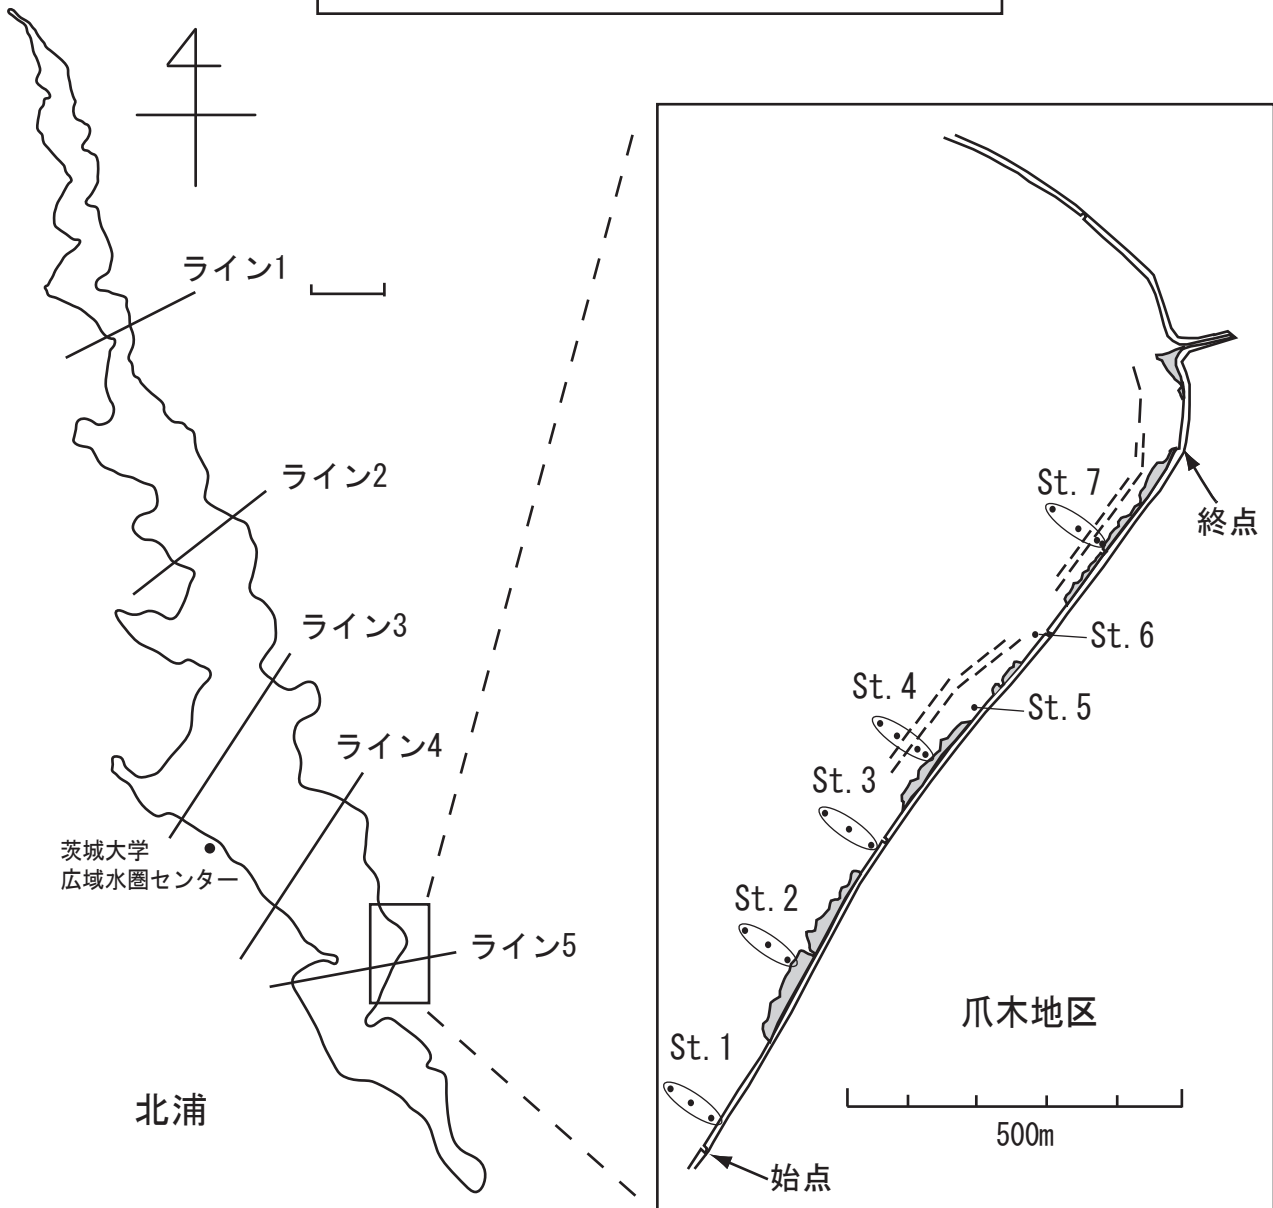 ライン1
ライン2
ライン3
ライン4
茨城大学
広域水圏センター
ライン5
北浦
St. 7
終点
St. 6
St. 4
St. 5
St. 3
St. 2
爪木地区
St. 1
500m
始点